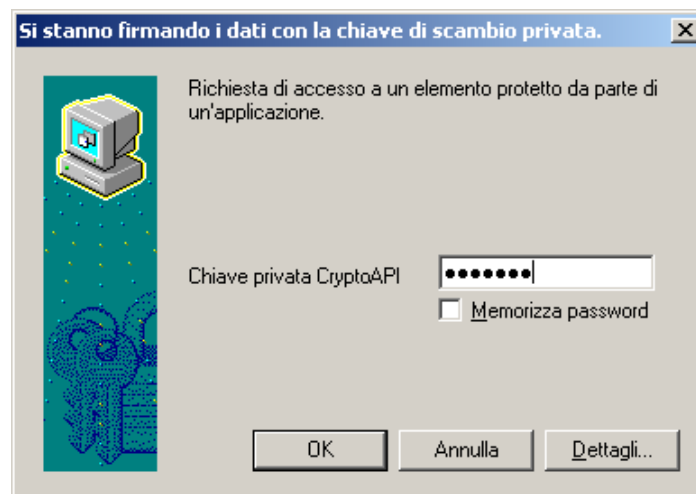 Si stanno firmando i dati con la chiave di scambio privata.
Richiesta di accesso a un elemento protetto da parte di
un'applicazione.
Chiave privata CryptoAPI
●●●●●●●
Memorizza password
OK
Annulla
Dettagli...